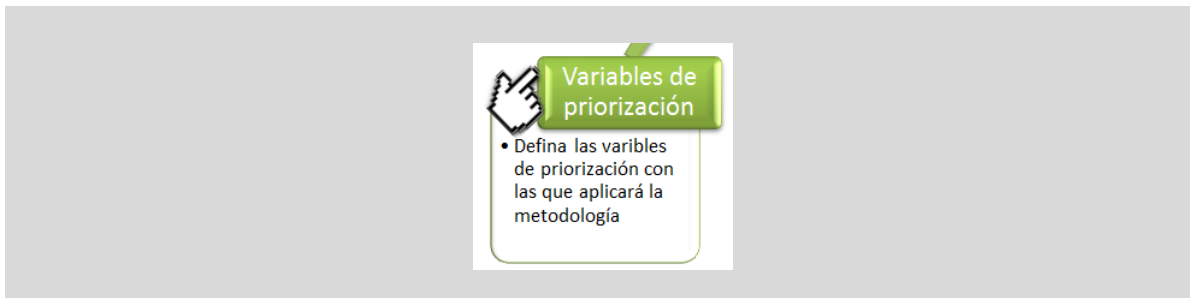 Variables de
priorización
• Defina las varibles
de priorización con
las que aplicará la
metodología